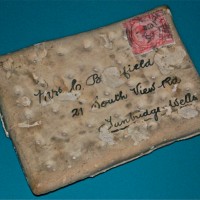 Mrs C. B field
21 South View Rd
Tunbridge Wells